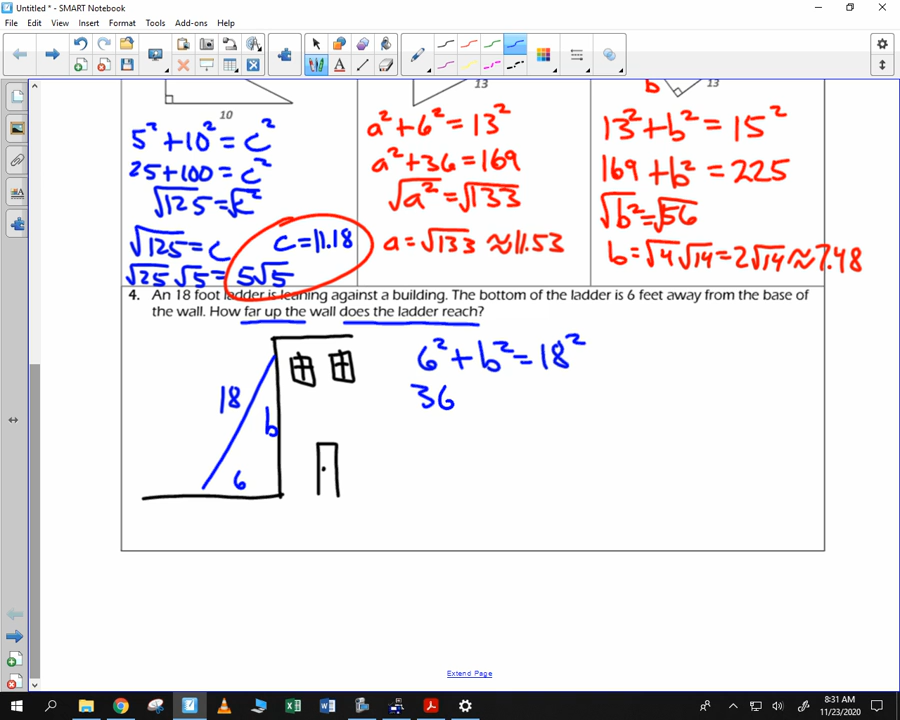 Untitled * - SMART Notebook
File Edit View Insert Format Tools Add-ons Help
10
13
b 13
5² + 10² = c²
25 + 100 = c²
√125 = √c²
√125 = c
√25 √5 = 5√5
c = 11.18
a² + 6² = 13²
a² + 36 = 169
√a² = √133
a = √133 ≈ 11.53
13² + b² = 15²
169 + b² = 225
√b² = √56
b = √4 √14 = 2√14 ≈ 7.48
4. An 18 foot ladder is leaning against a building. The bottom of the ladder is 6 feet away from the base of
the wall. How far up the wall does the ladder reach?
18
b
6
6² + b² = 18²
36
Extend Page
8:31 AM
11/23/2020